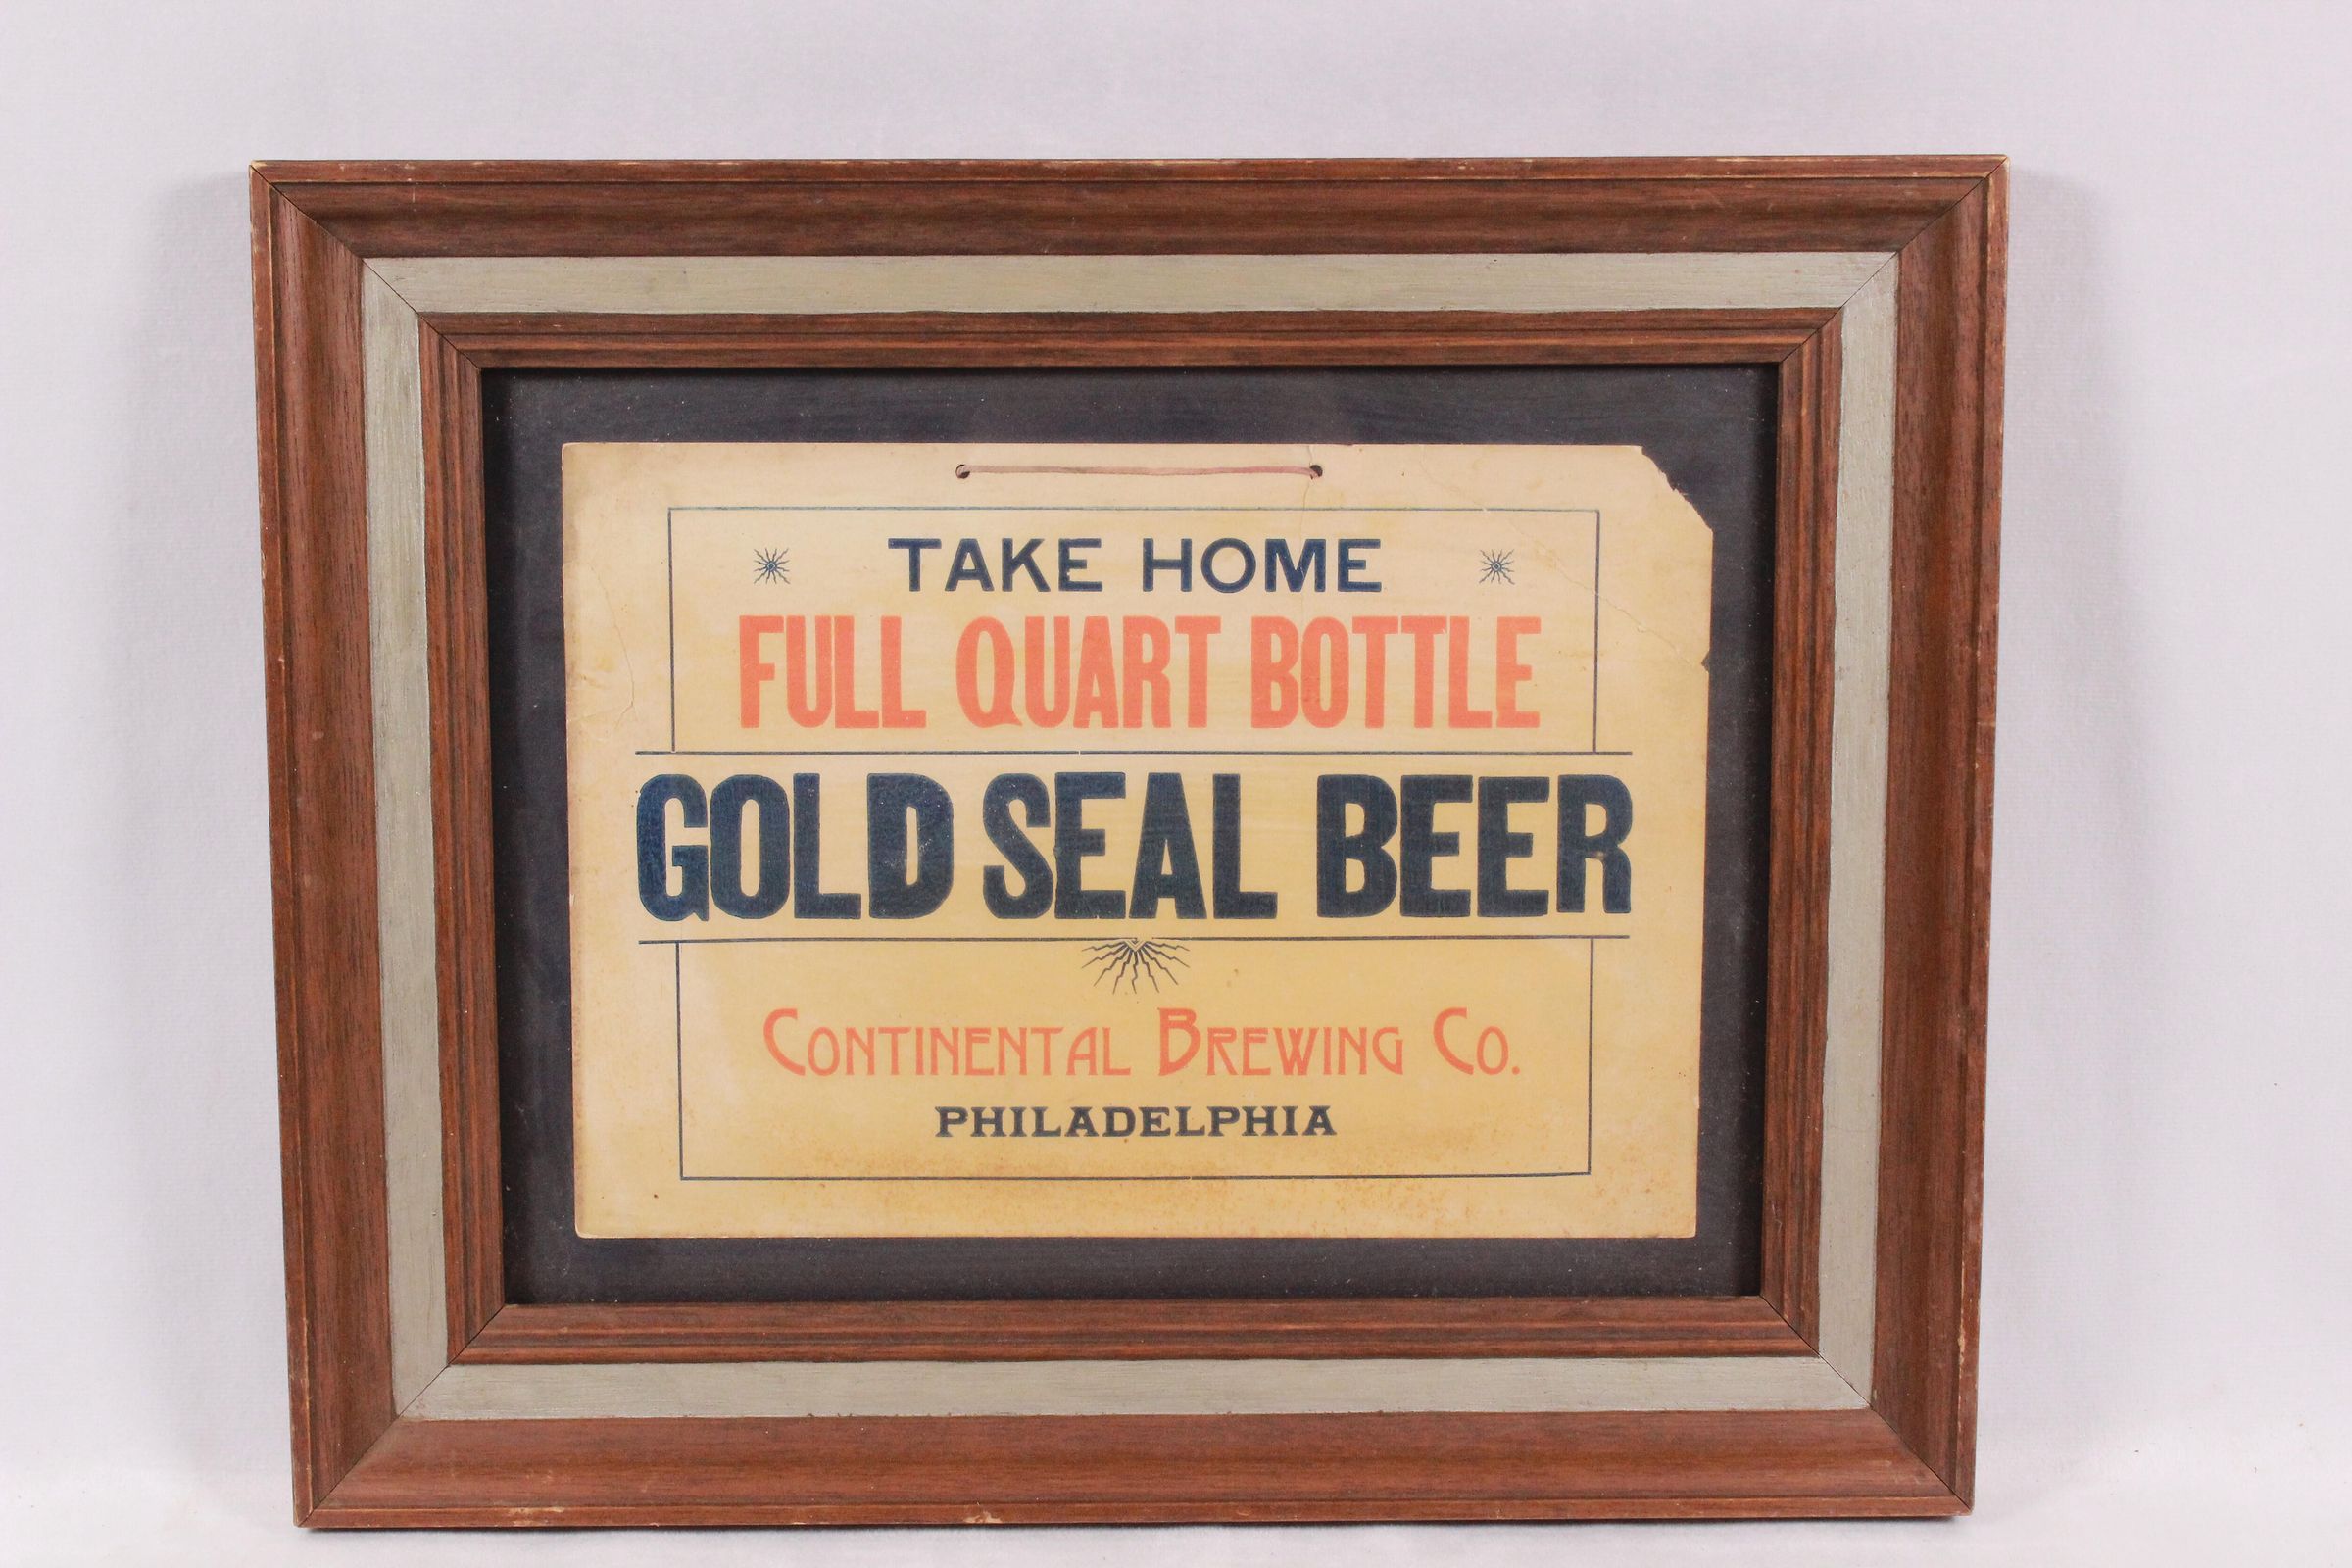 TAKE HOME
FULL QUART BOTTLE
GOLD SEAL BEER
CONTINENTAL BREWING CO.
PHILADELPHIA